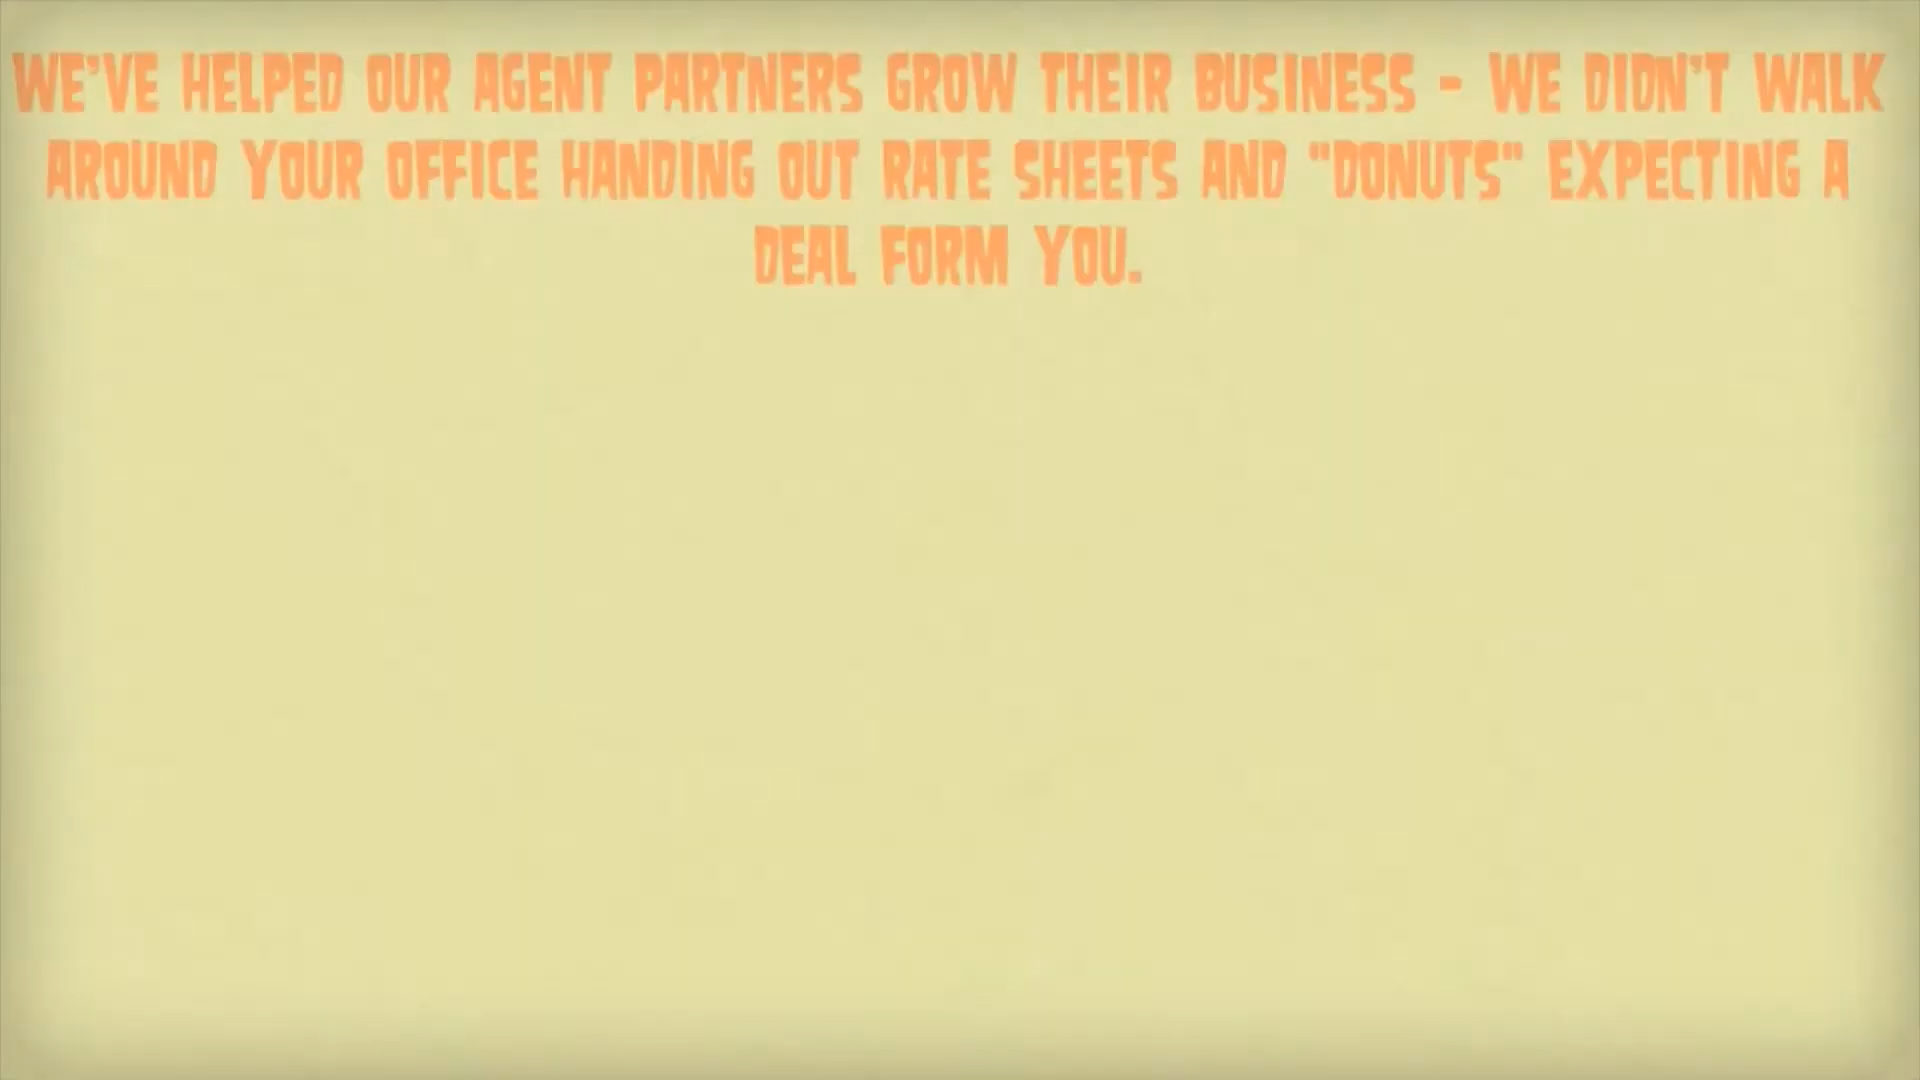 WE'VE HELPED OUR AGENT PARTNERS GROW THEIR BUSINESS - WE DIDN'T WALK
AROUND YOUR OFFICE HANDING OUT RATE SHEETS AND "DONUTS" EXPECTING A
DEAL FORM YOU.